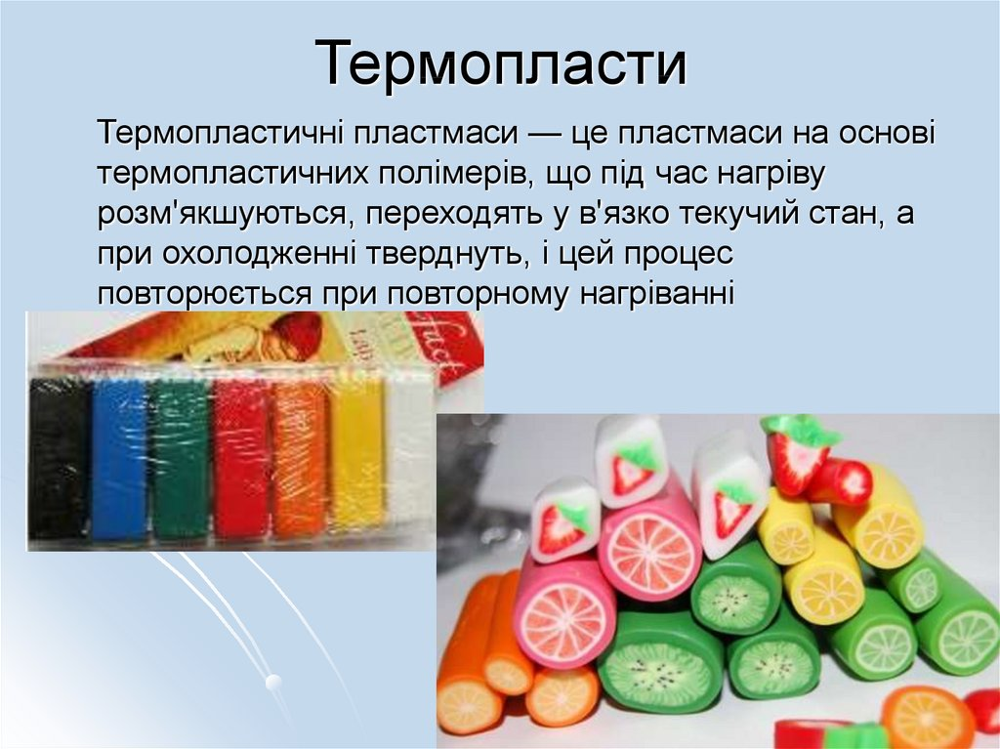 Термопласти
Термопластичні пластмаси — це пластмаси на основі
термопластичних полімерів, що під час нагріву
розм'якшуються, переходять у в'язко текучий стан, а
при охолодженні тверднуть, і цей процес
повторюється при повторному нагріванні